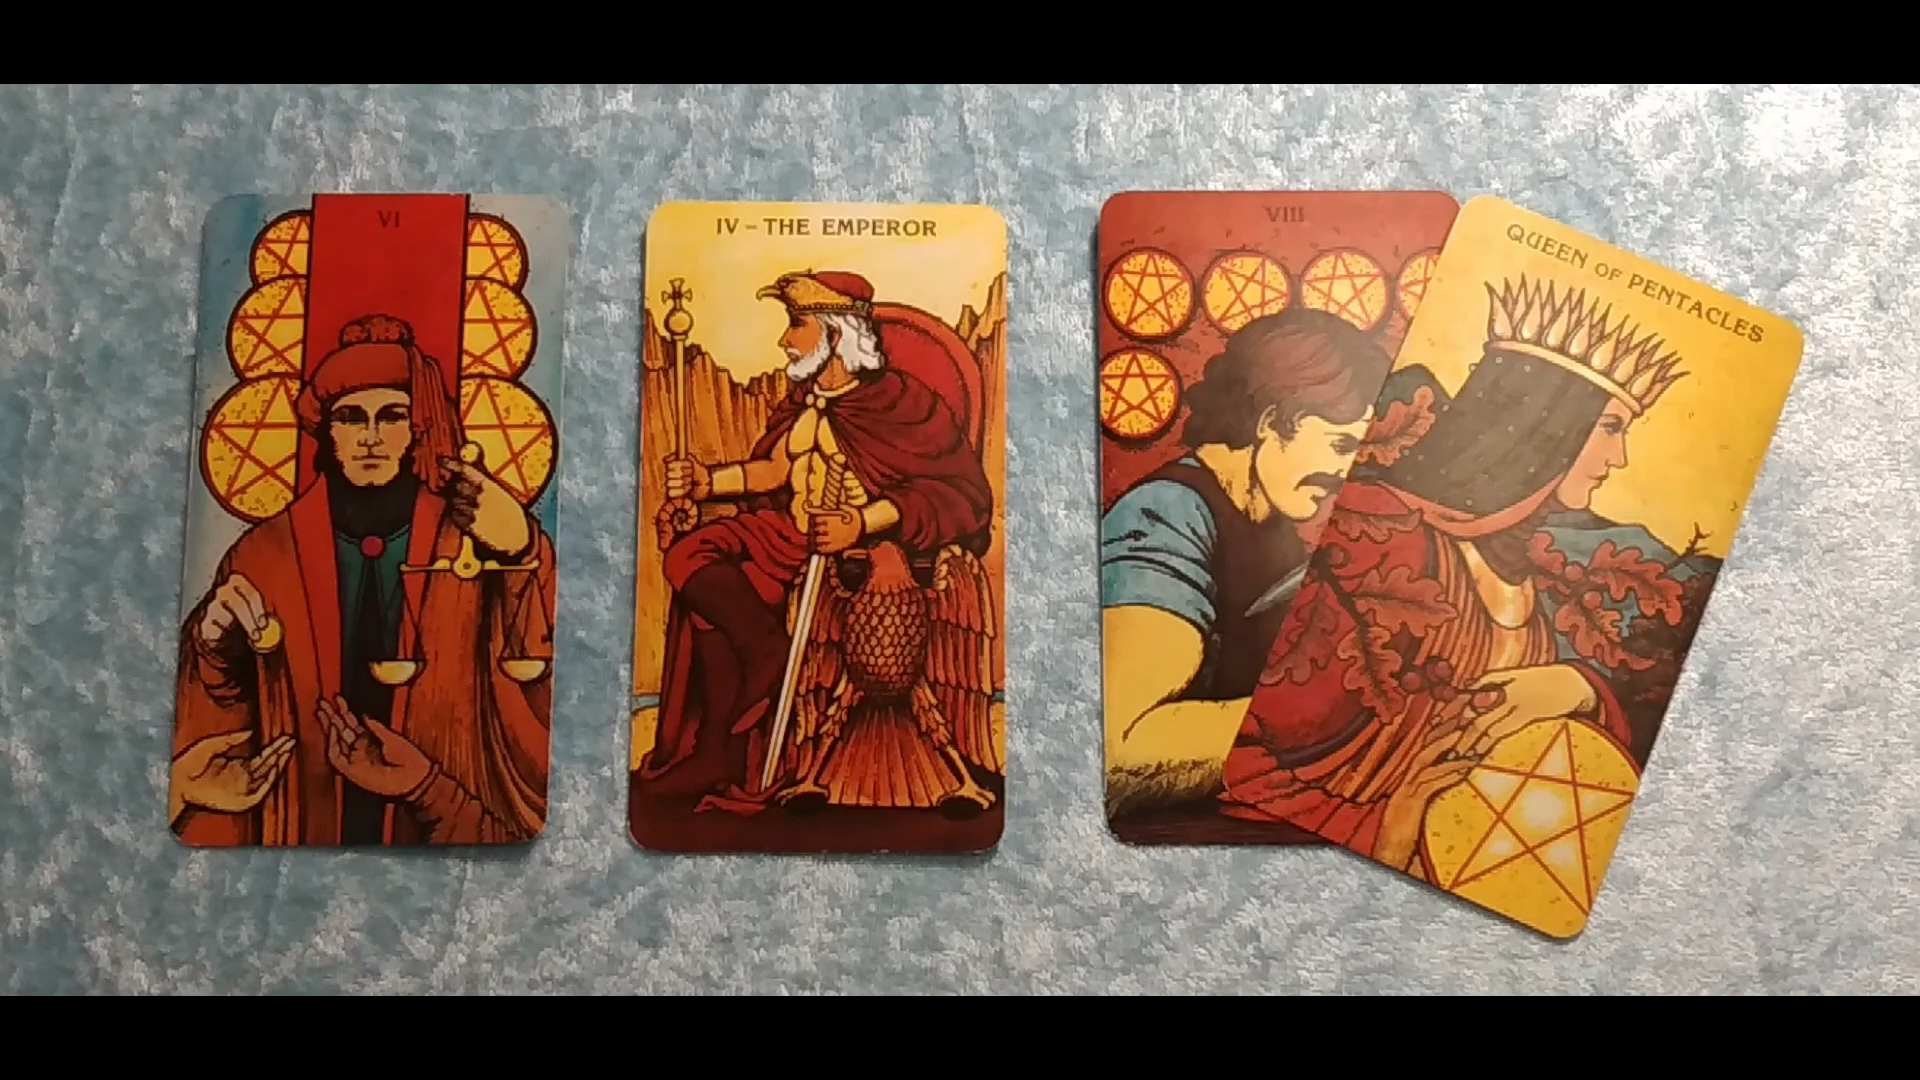 VI
IV – THE EMPEROR
VIII
QUEEN OF PENTACLES